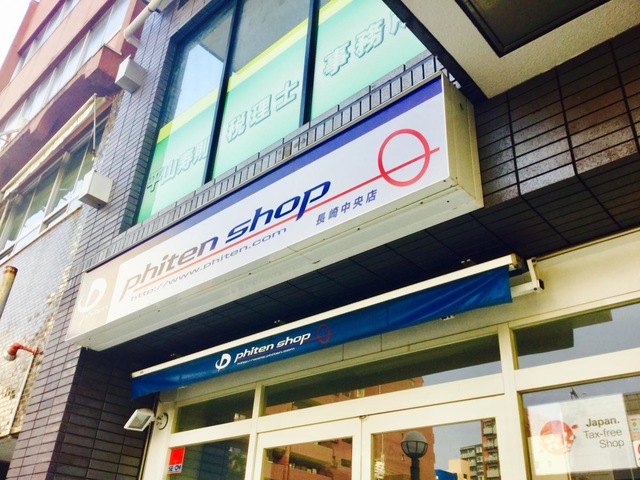 税理士 事務
phiten shop
http://www.phiten.com
長崎中央店
phiten shop
SECOM
Japan.
Tax-free
Shop